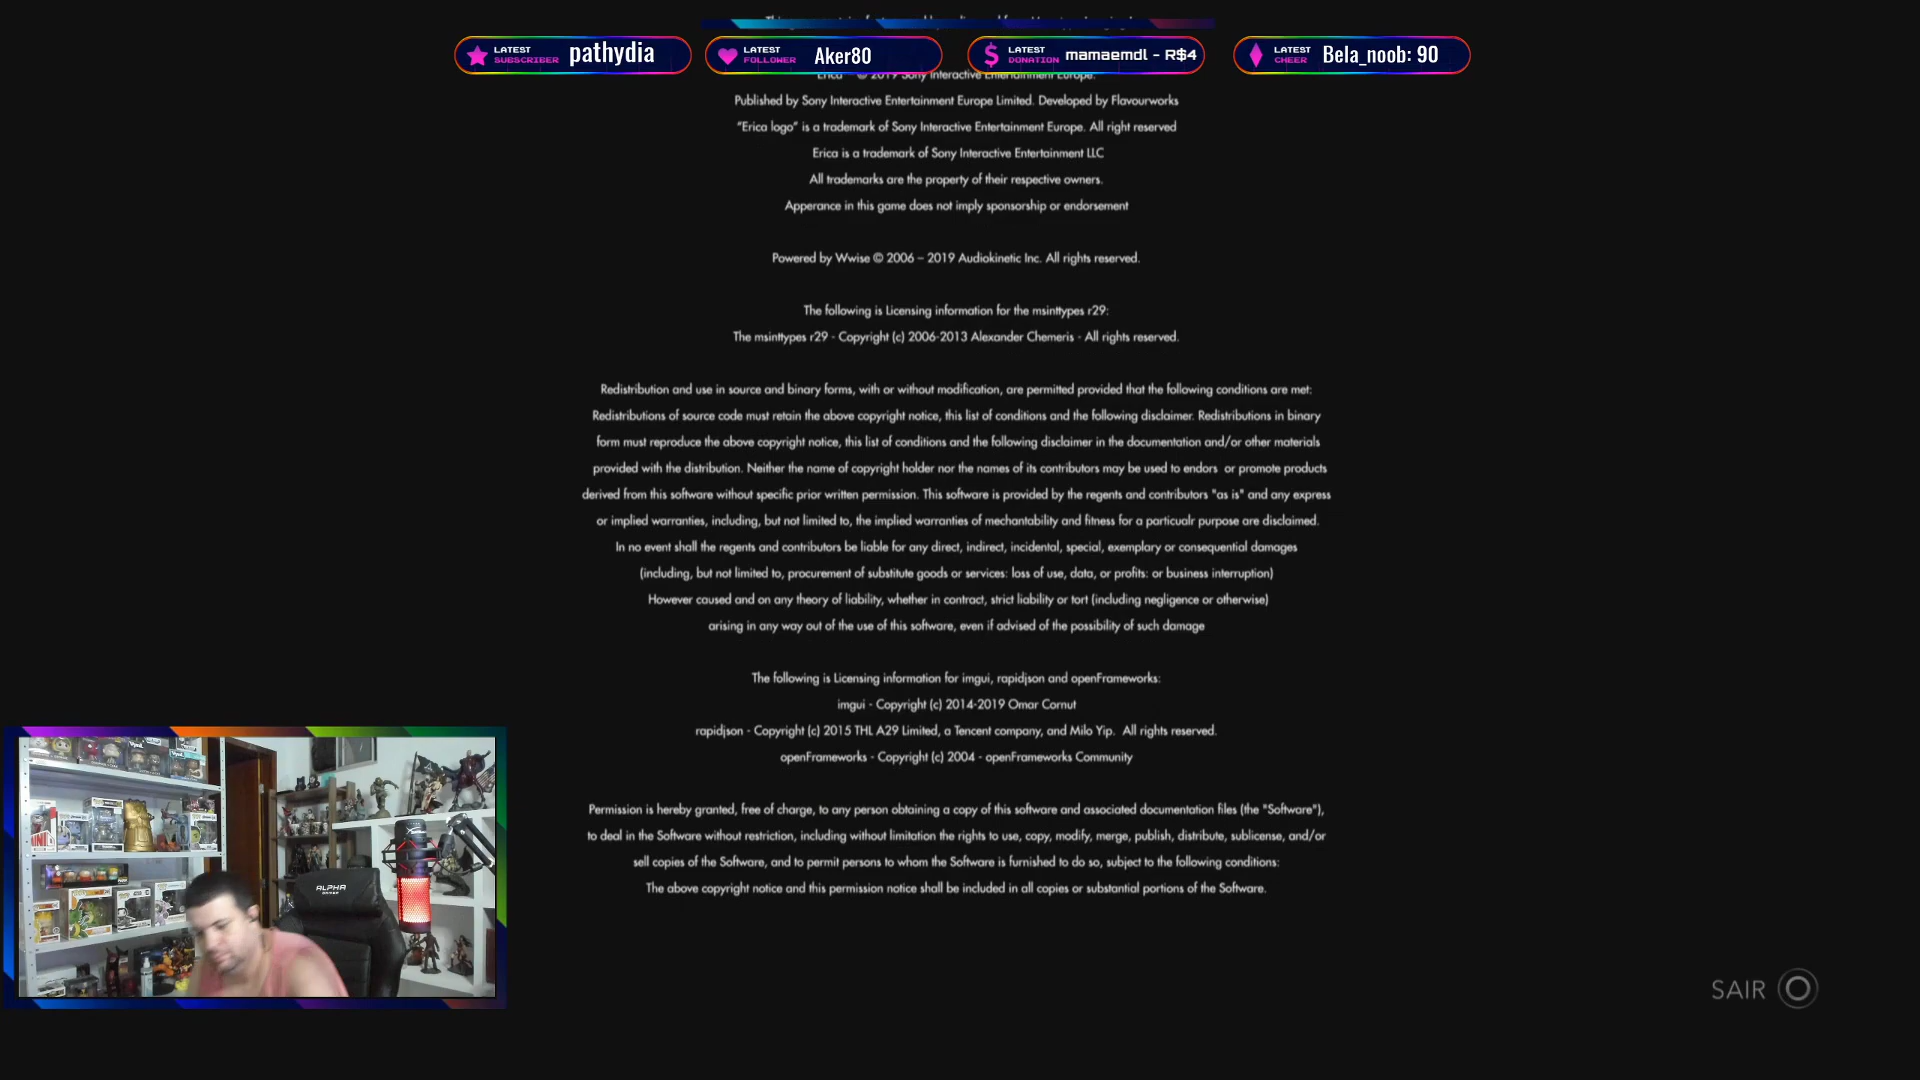 LATEST SUBSCRIBER pathydia
LATEST FOLLOWER Aker80
LATEST DONATION mamaemdl - R$4
LATEST CHEER Bela_noob: 90
Erica © 2019 Sony Interactive Entertainment Europe.
Published by Sony Interactive Entertainment Europe Limited. Developed by Flavourworks
“Erica logo” is a trademark of Sony Interactive Entertainment Europe. All right reserved
Erica is a trademark of Sony Interactive Entertainment LLC
All trademarks are the property of their respective owners.
Apperance in this game does not imply sponsorship or endorsement
Powered by Wwise © 2006 – 2019 Audiokinetic Inc. All rights reserved.
The following is Licensing information for the msinttypes r29:
The msinttypes r29 - Copyright (c) 2006-2013 Alexander Chemeris - All rights reserved.
Redistribution and use in source and binary forms, with or without modification, are permitted provided that the following conditions are met:
Redistributions of source code must retain the above copyright notice, this list of conditions and the following disclaimer. Redistributions in binary
form must reproduce the above copyright notice, this list of conditions and the following disclaimer in the documentation and/or other materials
provided with the distribution. Neither the name of copyright holder nor the names of its contributors may be used to endors or promote products
derived from this software without specific prior written permission. This software is provided by the regents and contributors "as is" and any express
or implied warranties, including, but not limited to, the implied warranties of mechantability and fitness for a particualr purpose are disclaimed.
In no event shall the regents and contributors be liable for any direct, indirect, incidental, special, exemplary or consequential damages
(including, but not limited to, procurement of substitute goods or services: loss of use, data, or profits: or business interruption)
However caused and on any theory of liability, whether in contract, strict liability or tort (including negligence or otherwise)
arising in any way out of the use of this software, even if advised of the possibility of such damage
The following is Licensing information for imgui, rapidjson and openFrameworks:
imgui - Copyright (c) 2014-2019 Omar Cornut
rapidjson - Copyright (c) 2015 THL A29 Limited, a Tencent company, and Milo Yip. All rights reserved.
openFrameworks - Copyright (c) 2004 - openFrameworks Community
Permission is hereby granted, free of charge, to any person obtaining a copy of this software and associated documentation files (the "Software"),
to deal in the Software without restriction, including without limitation the rights to use, copy, modify, merge, publish, distribute, sublicense, and/or
sell copies of the Software, and to permit persons to whom the Software is furnished to do so, subject to the following conditions:
The above copyright notice and this permission notice shall be included in all copies or substantial portions of the Software.
ALPHA
SAIR